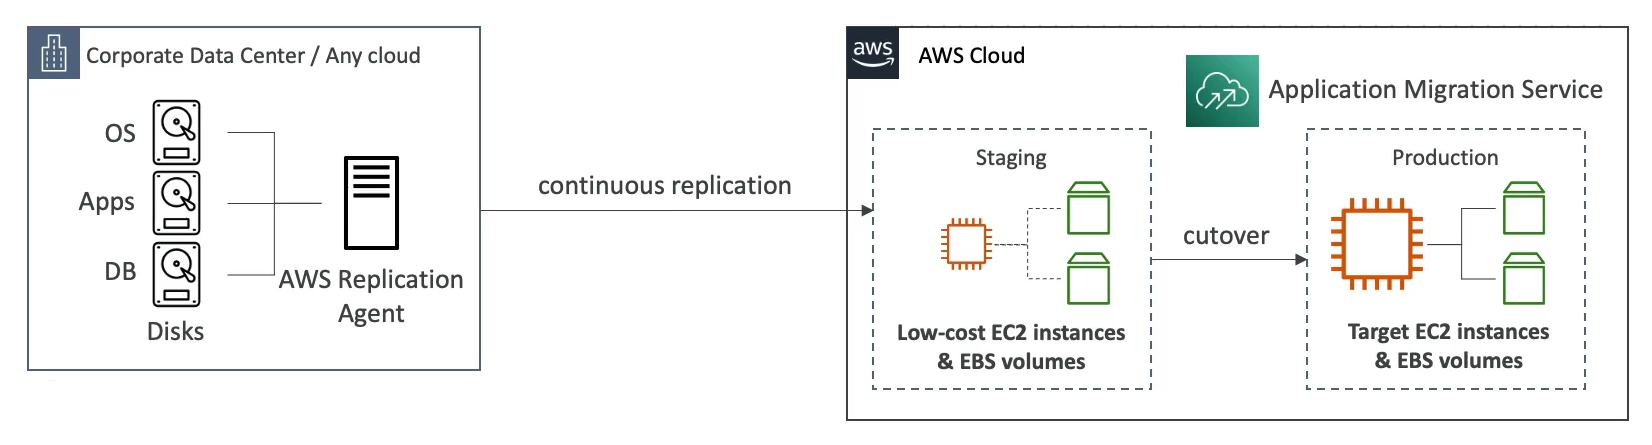 Corporate Data Center / Any cloud
OS
Apps
DB
Disks
AWS Replication
Agent
continuous replication
aws
AWS Cloud
Application Migration Service
Staging
Low-cost EC2 instances
& EBS volumes
cutover
Production
Target EC2 instances
& EBS volumes